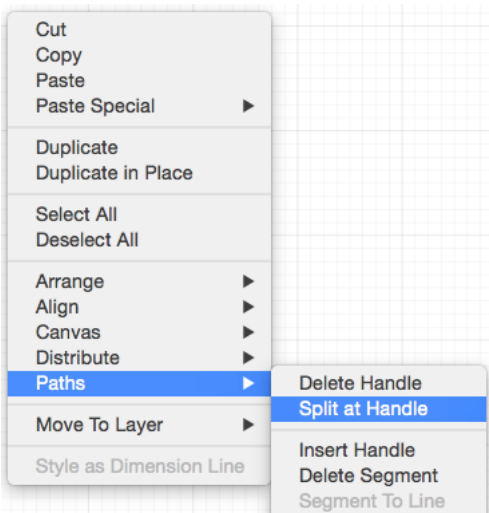 Cut
Copy
Paste
Paste Special
Duplicate
Duplicate in Place
Select All
Deselect All
Arrange
Align
Canvas
Distribute
Paths
Move To Layer
Style as Dimension Line
Delete Handle
Split at Handle
Insert Handle
Delete Segment
Segment To Line